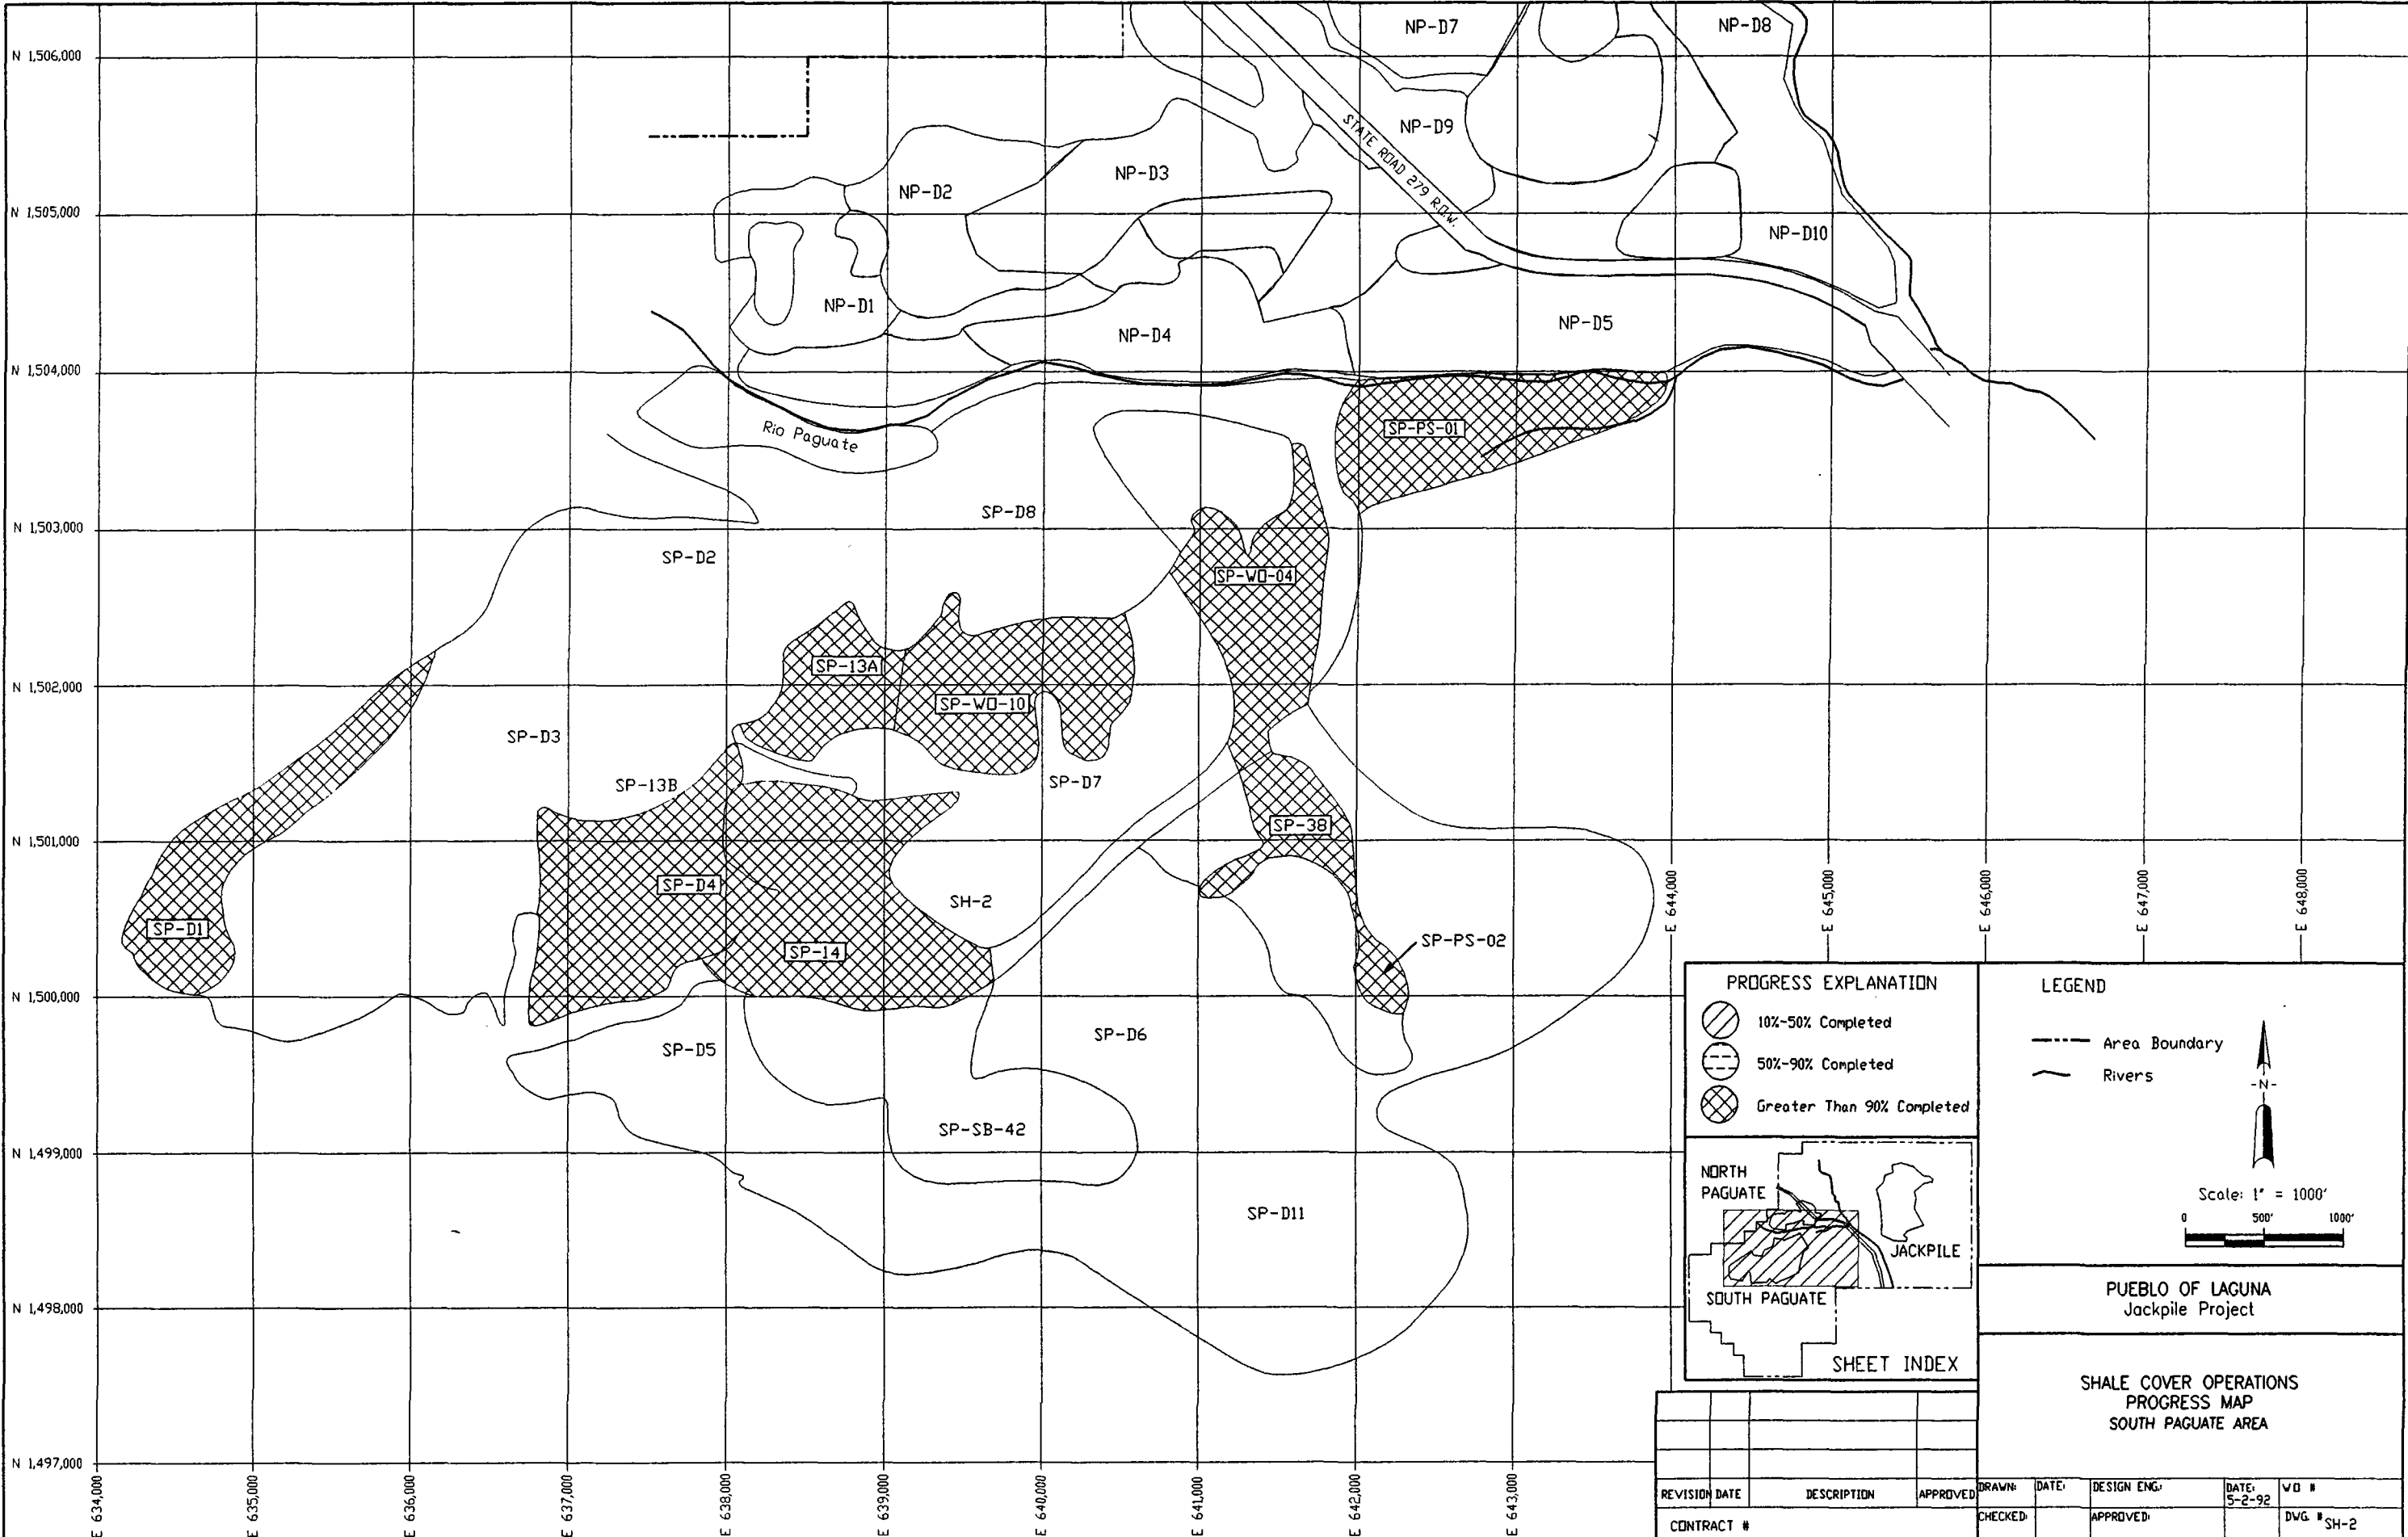 N 1,506,000
N 1,505,000
N 1,504,000
N 1,503,000
N 1,502,000
N 1,501,000
N 1,500,000
N 1,499,000
N 1,498,000
N 1,497,000
NP-D7
NP-D8
NP-D9
STATE ROAD 279 R.O.W.
NP-D3
NP-D2
NP-D10
NP-D1
NP-D4
NP-D5
Rio Paguate
SP-PS-01
SP-D8
SP-D2
SP-WO-04
SP-13A
SP-WO-10
SP-D3
SP-13B
SP-D7
SP-38
SP-D4
SH-2
SP-D1
SP-14
SP-PS-02
SP-D5
SP-D6
SP-SB-42
SP-D11
E 634,000
E 635,000
E 636,000
E 637,000
E 638,000
E 639,000
E 640,000
E 641,000
E 642,000
E 643,000
E 644,000
E 645,000
E 646,000
E 647,000
E 648,000
PROGRESS EXPLANATION
10%-50% Completed
50%-90% Completed
Greater Than 90% Completed
LEGEND
Area Boundary
Rivers
-N-
Scale: 1" = 1000'
0 500' 1000'
NORTH
PAGUATE
JACKPILE
SOUTH PAGUATE
SHEET INDEX
PUEBLO OF LAGUNA
Jackpile Project
SHALE COVER OPERATIONS
PROGRESS MAP
SOUTH PAGUATE AREA
REVISION DATE DESCRIPTION APPROVED
CONTRACT #
DRAWN: DATE: DESIGN ENG.: DATE: 5-2-92 WO #
CHECKED: APPROVED: DWG. # SH-2